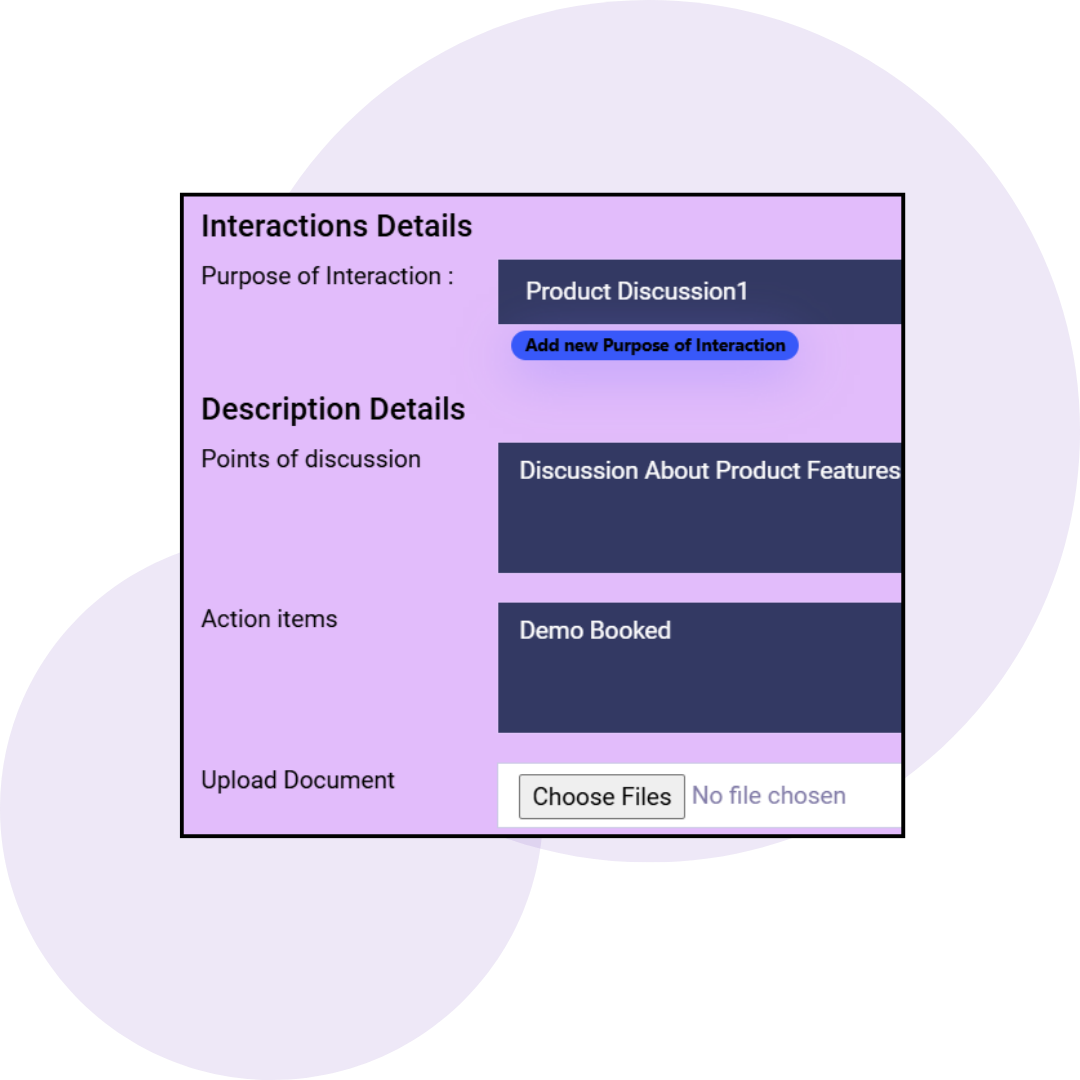 Interactions Details
Purpose of Interaction :
Product Discussion1
Add new Purpose of Interaction
Description Details
Points of discussion
Discussion About Product Features
Action items
Demo Booked
Upload Document
Choose Files No file chosen